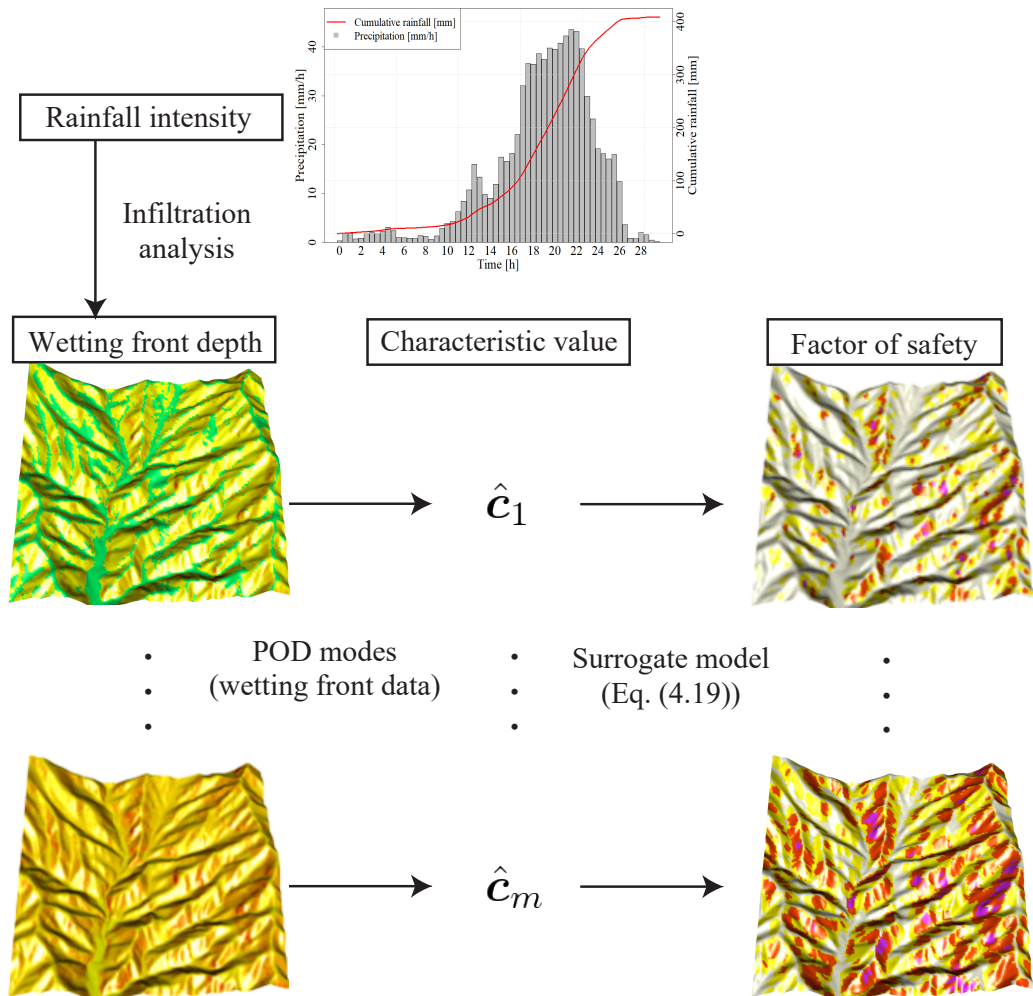 Cumulative rainfall [mm]
Precipitation [mm/h]
Precipitation [mm/h]
0
10
20
30
40
Cumulative rainfall [mm]
0
100
200
300
400
0 2 4 6 8 10 12 14 16 18 20 22 24 26 28
Time [h]
Rainfall intensity
Infiltration
analysis
Wetting front depth
Characteristic value
Factor of safety
ĉ₁
POD modes
(wetting front data)
Surrogate model
(Eq. (4.19))
ĉₘ